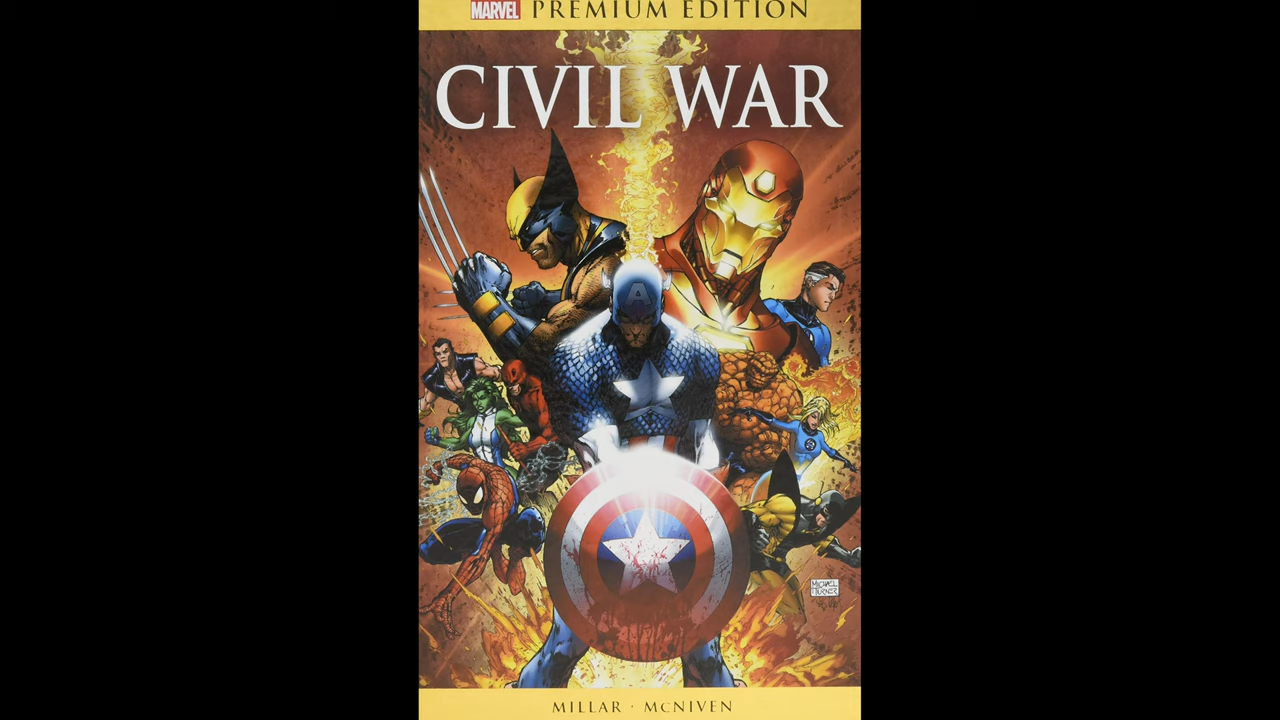 MARVEL PREMIUM EDITION
CIVIL WAR
A
MICHAEL
TURNER
MILLAR · McNIVEN